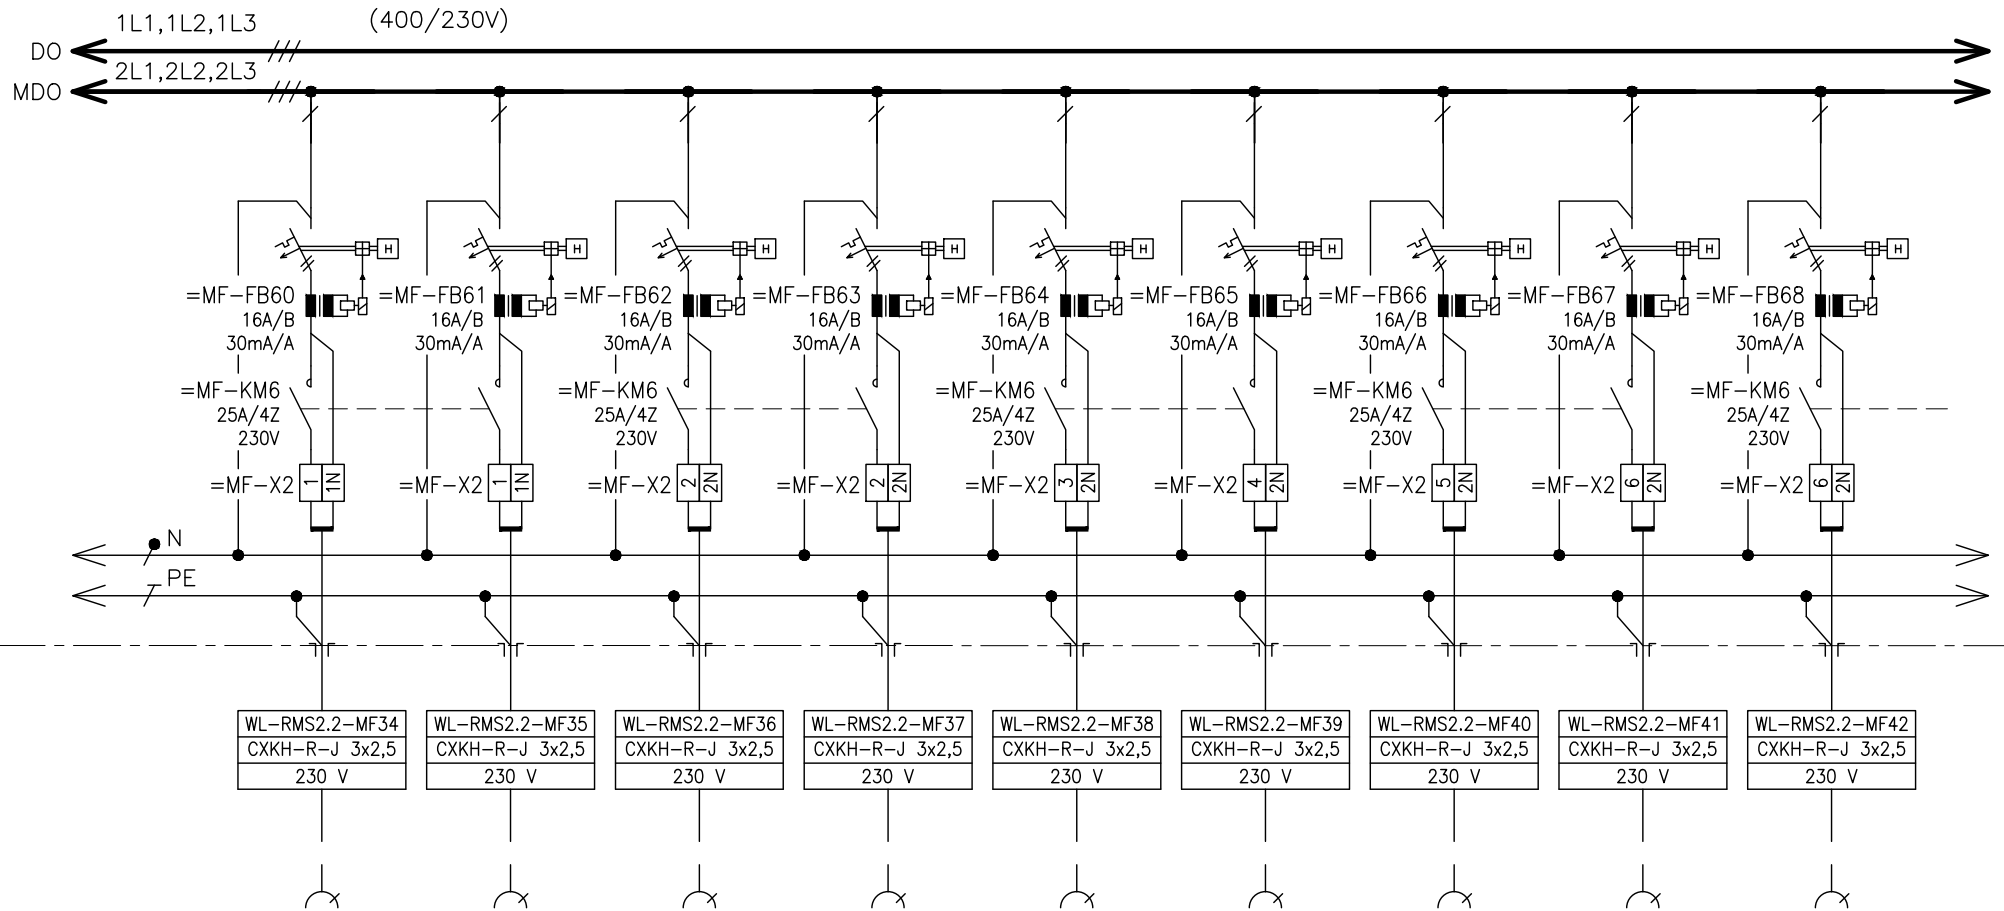 1L1,1L2,1L3 (400/230V)
DO
2L1,2L2,2L3
MDO
H H H H H H H H H
=MF-FB60 =MF-FB61 =MF-FB62 =MF-FB63 =MF-FB64 =MF-FB65 =MF-FB66 =MF-FB67 =MF-FB68
16A/B 16A/B 16A/B 16A/B 16A/B 16A/B 16A/B 16A/B 16A/B
30mA/A 30mA/A 30mA/A 30mA/A 30mA/A 30mA/A 30mA/A 30mA/A 30mA/A
=MF-KM6 =MF-KM6 =MF-KM6 =MF-KM6 =MF-KM6
25A/4Z 25A/4Z 25A/4Z 25A/4Z 25A/4Z
230V 230V 230V 230V 230V
=MF-X2 1 1N =MF-X2 1 1N =MF-X2 2 2N =MF-X2 2 2N =MF-X2 3 2N =MF-X2 4 2N =MF-X2 5 2N =MF-X2 6 2N =MF-X2 6 2N
N
PE
WL-RMS2.2-MF34 WL-RMS2.2-MF35 WL-RMS2.2-MF36 WL-RMS2.2-MF37 WL-RMS2.2-MF38 WL-RMS2.2-MF39 WL-RMS2.2-MF40 WL-RMS2.2-MF41 WL-RMS2.2-MF42
CXKH-R-J 3x2,5 CXKH-R-J 3x2,5 CXKH-R-J 3x2,5 CXKH-R-J 3x2,5 CXKH-R-J 3x2,5 CXKH-R-J 3x2,5 CXKH-R-J 3x2,5 CXKH-R-J 3x2,5 CXKH-R-J 3x2,5
230 V 230 V 230 V 230 V 230 V 230 V 230 V 230 V 230 V